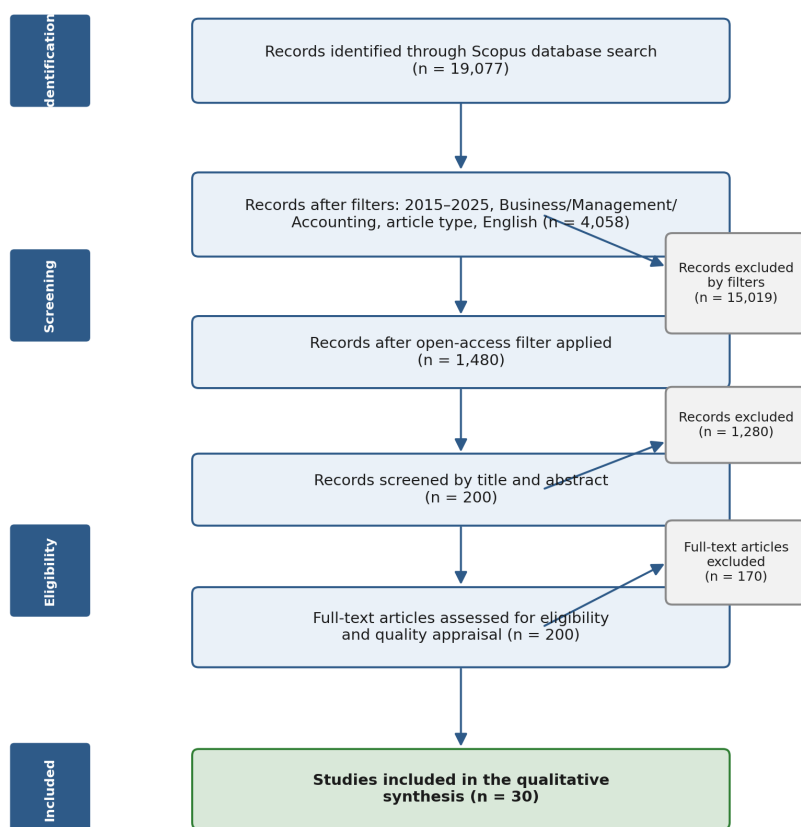 dentification
Records identified through Scopus database search
(n = 19,077)
Records after filters: 2015–2025, Business/Management/
Accounting, article type, English (n = 4,058)
Screening
Records excluded
by filters
(n = 15,019)
Records after open-access filter applied
(n = 1,480)
Records excluded
(n = 1,280)
Records screened by title and abstract
(n = 200)
Eligibility
Full-text articles
excluded
(n = 170)
Full-text articles assessed for eligibility
and quality appraisal (n = 200)
Included
Studies included in the qualitative
synthesis (n = 30)